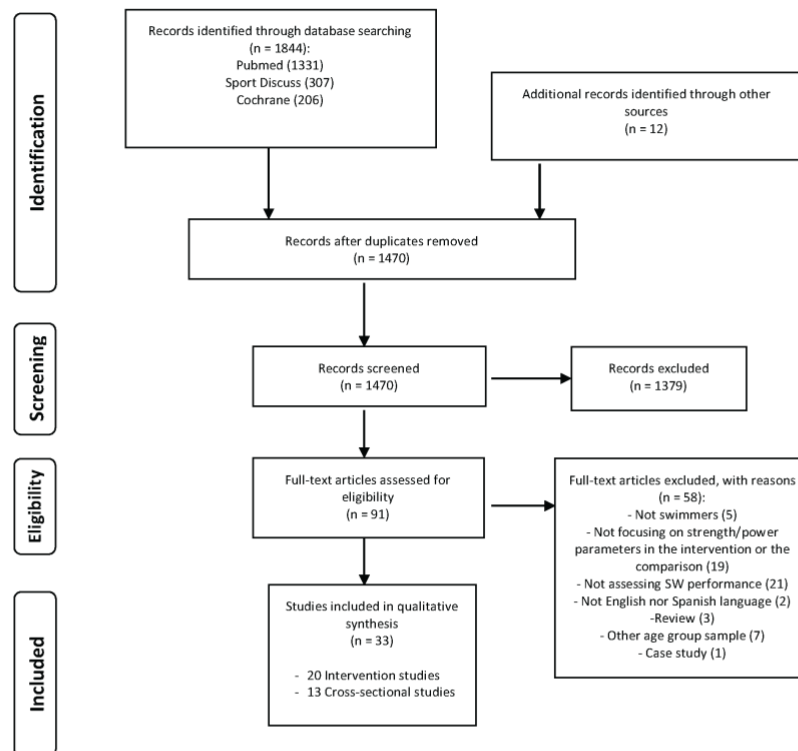 Identification
Records identified through database searching
(n = 1844):
Pubmed (1331)
Sport Discuss (307)
Cochrane (206)
Additional records identified through other
sources
(n = 12)
Records after duplicates removed
(n = 1470)
Screening
Records screened
(n = 1470)
Records excluded
(n = 1379)
Eligibility
Full-text articles assessed for
eligibility
(n = 91)
Full-text articles excluded, with reasons
(n = 58):
- Not swimmers (5)
- Not focusing on strength/power
parameters in the intervention or the
comparison (19)
- Not assessing SW performance (21)
- Not English nor Spanish language (2)
-Review (3)
- Other age group sample (7)
- Case study (1)
Included
Studies included in qualitative
synthesis
(n = 33)
- 20 Intervention studies
- 13 Cross-sectional studies